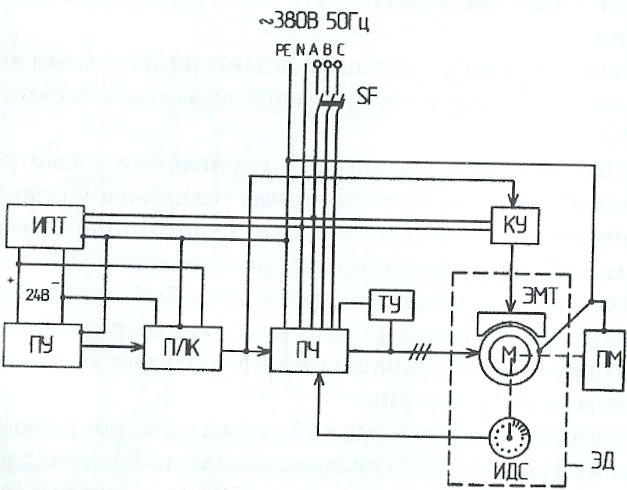 ~380В 50Гц
PE N A B C
SF
ИПТ
КУ
+ 24В -
ЭМТ
ТУ
ПУ
ПЛК
ПЧ
М
ПМ
ИДС
ЭД